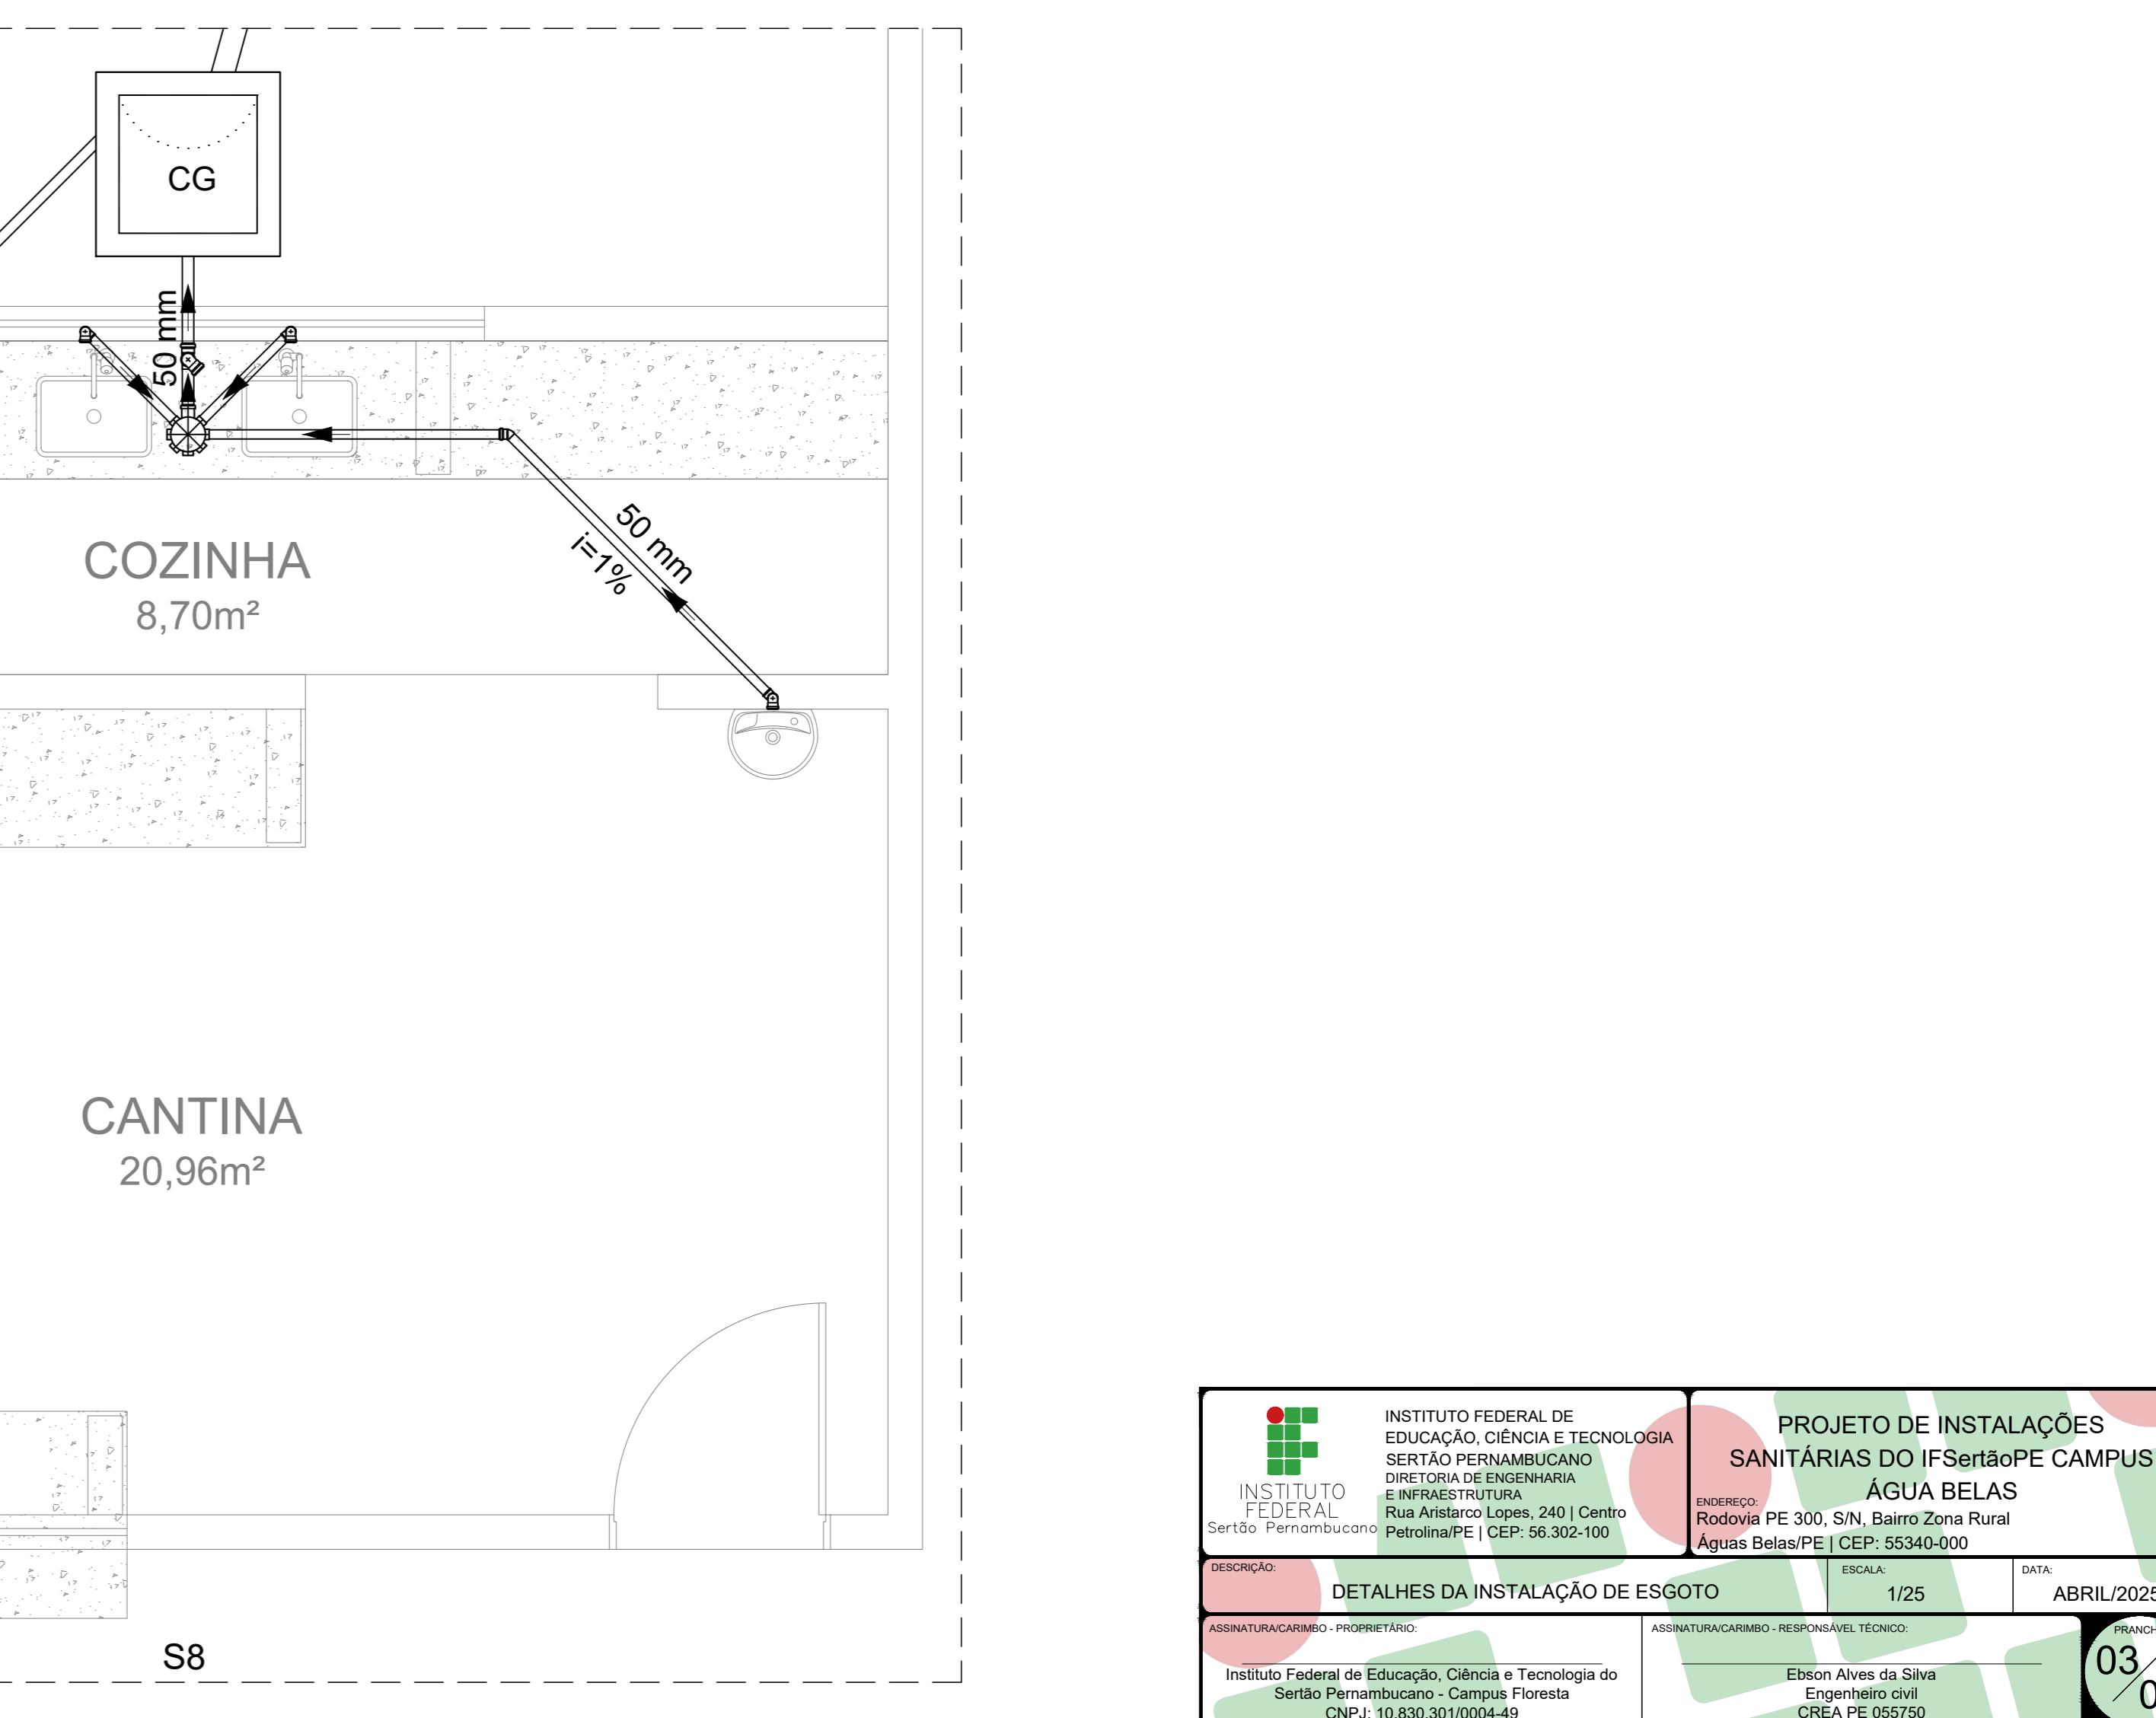 CG
50 mm
50 mm
i=1%
COZINHA
8,70m²
CANTINA
20,96m²
S8
INSTITUTO
FEDERAL
Sertão Pernambucano
INSTITUTO FEDERAL DE
EDUCAÇÃO, CIÊNCIA E TECNOLOGIA
SERTÃO PERNAMBUCANO
DIRETORIA DE ENGENHARIA
E INFRAESTRUTURA
Rua Aristarco Lopes, 240 | Centro
Petrolina/PE | CEP: 56.302-100
PROJETO DE INSTALAÇÕES
SANITÁRIAS DO IFSertãoPE CAMPUS
ÁGUA BELAS
ENDEREÇO:
Rodovia PE 300, S/N, Bairro Zona Rural
Águas Belas/PE | CEP: 55340-000
DESCRIÇÃO:
DETALHES DA INSTALAÇÃO DE ESGOTO
ESCALA:
1/25
DATA:
ABRIL/2025
ASSINATURA/CARIMBO - PROPRIETÁRIO:
Instituto Federal de Educação, Ciência e Tecnologia do
Sertão Pernambucano - Campus Floresta
CNPJ: 10.830.301/0004-49
ASSINATURA/CARIMBO - RESPONSÁVEL TÉCNICO:
Ebson Alves da Silva
Engenheiro civil
CREA PE 055750
PRANCH
03